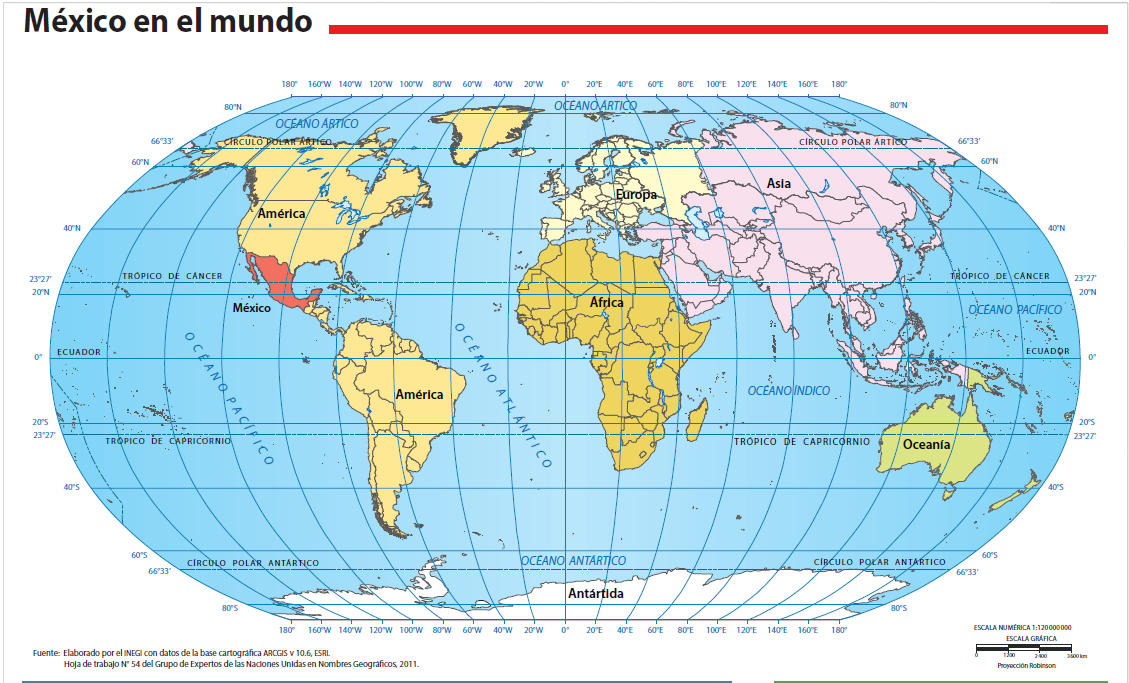 México en el mundo
180° 160°W 140°W 120°W 100°W 80°W 60°W 40°W 20°W 0° 20°E 40°E 60°E 80°E 100°E 120°E 140°E 160°E 180°
80°N OCÉANO ÁRTICO 80°N
OCÉANO ÁRTICO
66°33' CÍRCULO POLAR ÁRTICO CÍRCULO POLAR ÁRTICO 66°33'
60°N 60°N
Asia
Europa
América
40°N 40°N
23°27' TRÓPICO DE CÁNCER TRÓPICO DE CÁNCER 23°27'
20°N 20°N
África
México OCÉANO PACÍFICO
ECUADOR ECUADOR
0° 0°
OCÉANO PACÍFICO
OCÉANO ATLÁNTICO
OCÉANO ÍNDICO
América
20°S 20°S
23°27' TRÓPICO DE CAPRICORNIO TRÓPICO DE CAPRICORNIO 23°27'
Oceanía
40°S 40°S
60°S 60°S
OCÉANO ANTÁRTICO
66°33' CÍRCULO POLAR ANTÁRTICO CÍRCULO POLAR ANTÁRTICO 66°33'
Antártida
80°S 80°S
180° 160°W 140°W 120°W 100°W 80°W 60°W 40°W 20°W 0° 20°E 40°E 60°E 80°E 100°E 120°E 140°E 160°E 180°
ESCALA NUMÉRICA 1:120000000
ESCALA GRÁFICA
0 1200 2400 3600 km
Proyección Robinson
Fuente: Elaborado por el INEGI con datos de la base cartográfica ARCGIS v 10.6, ESRI.
Hoja de trabajo N° 54 del Grupo de Expertos de las Naciones Unidas en Nombres Geográficos, 2011.